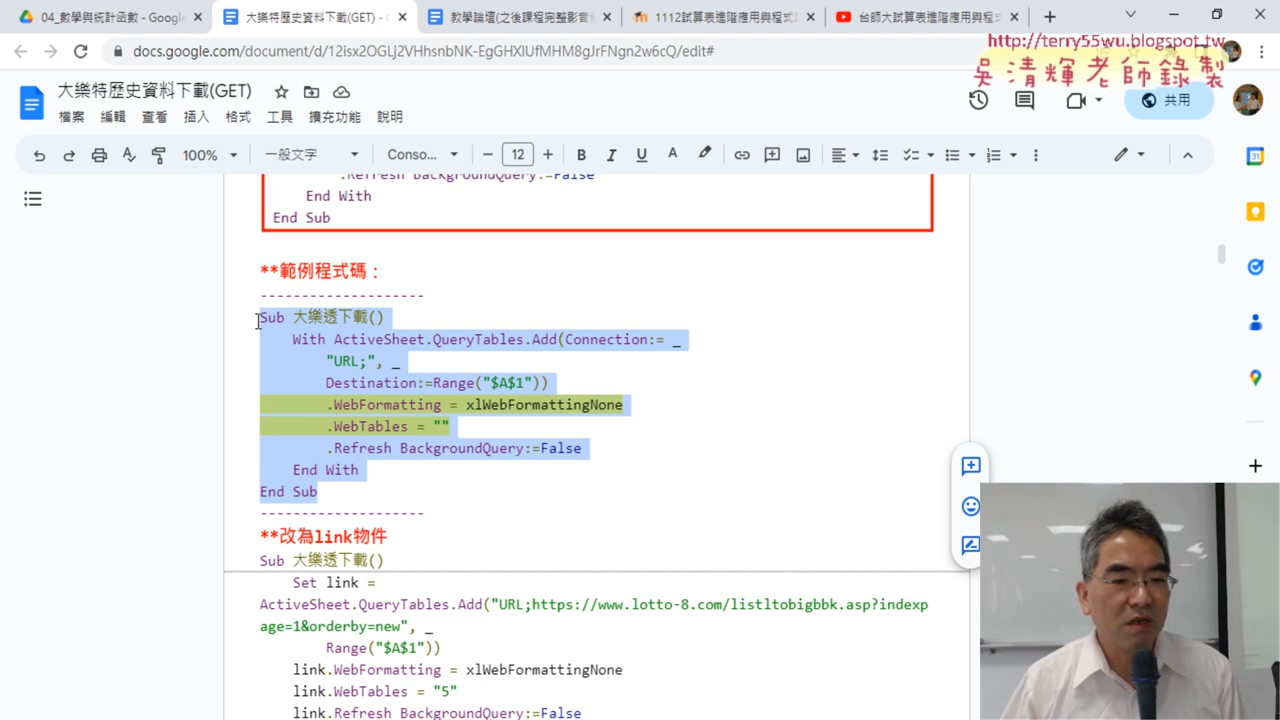 04_數學與統計函數 - Google
大樂特歷史資料下載(GET) - G
教學論壇(之後課程完整影音
1112試算表進階應用與程式
台師大試算表進階應用與程式
docs.google.com/document/d/12isx2OGLj2VHhsnbNK-EgGHXlUfMHM8gJrFNgn2w6cQ/edit#
http://terry55wu.blogspot.tw
吳清輝老師錄製
大樂特歷史資料下載(GET)
檔案 編輯 查看 插入 格式 工具 擴充功能 說明
共用
100% 一般文字 Conso... 12 B I U A
31
.Refresh BackgroundQuery:=False
End With
End Sub
**範例程式碼：
--------------------
Sub 大樂透下載()
With ActiveSheet.QueryTables.Add(Connection:= _
"URL;", _
Destination:=Range("$A$1"))
.WebFormatting = xlWebFormattingNone
.WebTables = ""
.Refresh BackgroundQuery:=False
End With
End Sub
--------------------
**改為link物件
Sub 大樂透下載()
Set link =
ActiveSheet.QueryTables.Add("URL;https://www.lotto-8.com/listltobigbbk.asp?indexp
age=1&orderby=new", _
Range("$A$1"))
link.WebFormatting = xlWebFormattingNone
link.WebTables = "5"
link.Refresh BackgroundQuery:=False